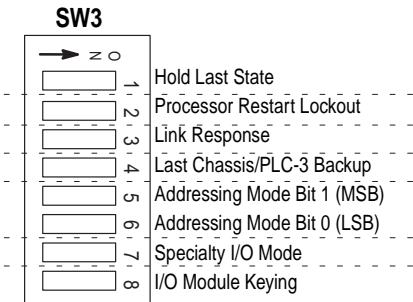 SW3
ON
1 Hold Last State
2 Processor Restart Lockout
3 Link Response
4 Last Chassis/PLC-3 Backup
5 Addressing Mode Bit 1 (MSB)
6 Addressing Mode Bit 0 (LSB)
7 Specialty I/O Mode
8 I/O Module Keying